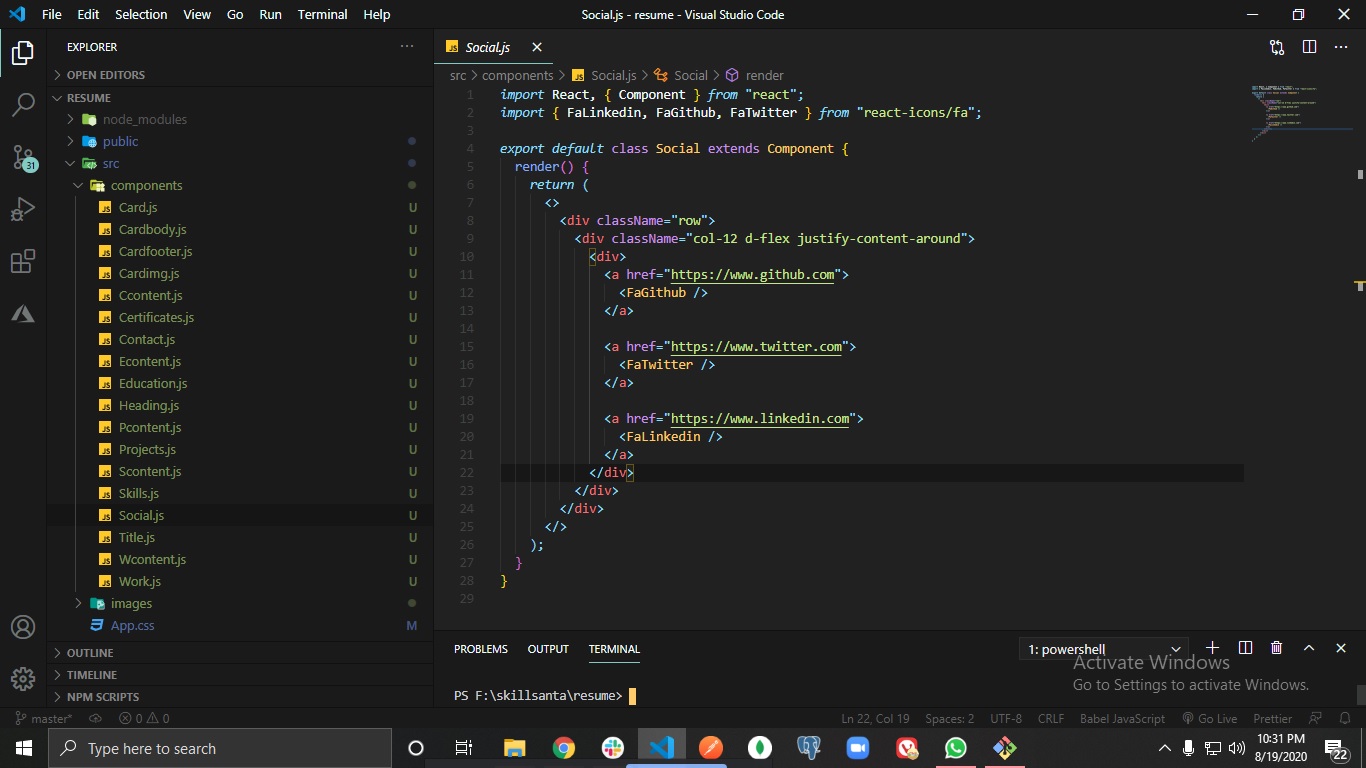 File Edit Selection View Go Run Terminal Help
Social.js - resume - Visual Studio Code
EXPLORER
OPEN EDITORS
RESUME
node_modules
public
src
components
Card.js U
Cardbody.js U
Cardfooter.js U
Cardimg.js U
Ccontent.js U
Certificates.js U
Contact.js U
Econtent.js U
Education.js U
Heading.js U
Pcontent.js U
Projects.js U
Scontent.js U
Skills.js U
Social.js U
Title.js U
Wcontent.js U
Work.js U
images
App.css M
OUTLINE
TIMELINE
NPM SCRIPTS
31
JS Social.js
src > components > JS Social.js > Social > render
1 import React, { Component } from "react";
2 import { FaLinkedin, FaGithub, FaTwitter } from "react-icons/fa";
3
4 export default class Social extends Component {
5 render() {
6 return (
7 <>
8 <div className="row">
9 <div className="col-12 d-flex justify-content-around">
10 <div>
11 <a href="https://www.github.com">
12 <FaGithub />
13 </a>
14
15 <a href="https://www.twitter.com">
16 <FaTwitter />
17 </a>
18
19 <a href="https://www.linkedin.com">
20 <FaLinkedin />
21 </a>
22 </div>
23 </div>
24 </div>
25 </>
26 );
27 }
28 }
29
PROBLEMS OUTPUT TERMINAL
1: powershell
PS F:\skillsanta\resume>
Activate Windows
Go to Settings to activate Windows.
master* 0 0
Ln 22, Col 19 Spaces: 2 UTF-8 CRLF Babel JavaScript Go Live Prettier
Type here to search
10:31 PM
8/19/2020
22